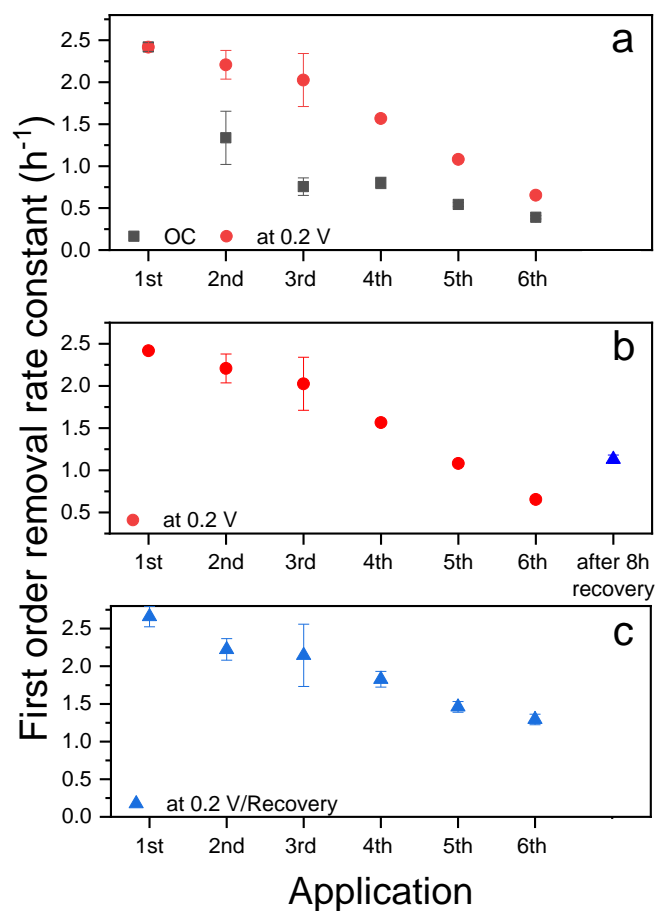 First order removal rate constant (h⁻¹)
a
2.5
2.0
1.5
1.0
0.5
0.0
OC at 0.2 V
1st 2nd 3rd 4th 5th 6th
b
2.5
2.0
1.5
1.0
0.5
at 0.2 V
1st 2nd 3rd 4th 5th 6th after 8h
recovery
c
2.5
2.0
1.5
1.0
0.5
0.0
at 0.2 V/Recovery
1st 2nd 3rd 4th 5th 6th
Application